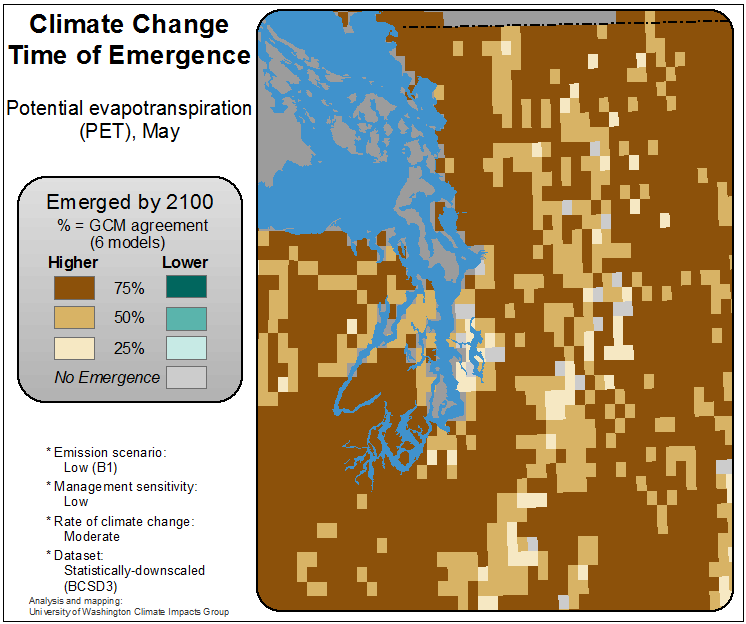 Climate Change
Time of Emergence
Potential evapotranspiration
(PET), May
Emerged by 2100
% = GCM agreement
(6 models)
Higher Lower
75%
50%
25%
No Emergence
* Emission scenario:
Low (B1)
* Management sensitivity:
Low
* Rate of climate change:
Moderate
* Dataset:
Statistically-downscaled
(BCSD3)
Analysis and mapping:
University of Washington Climate Impacts Group